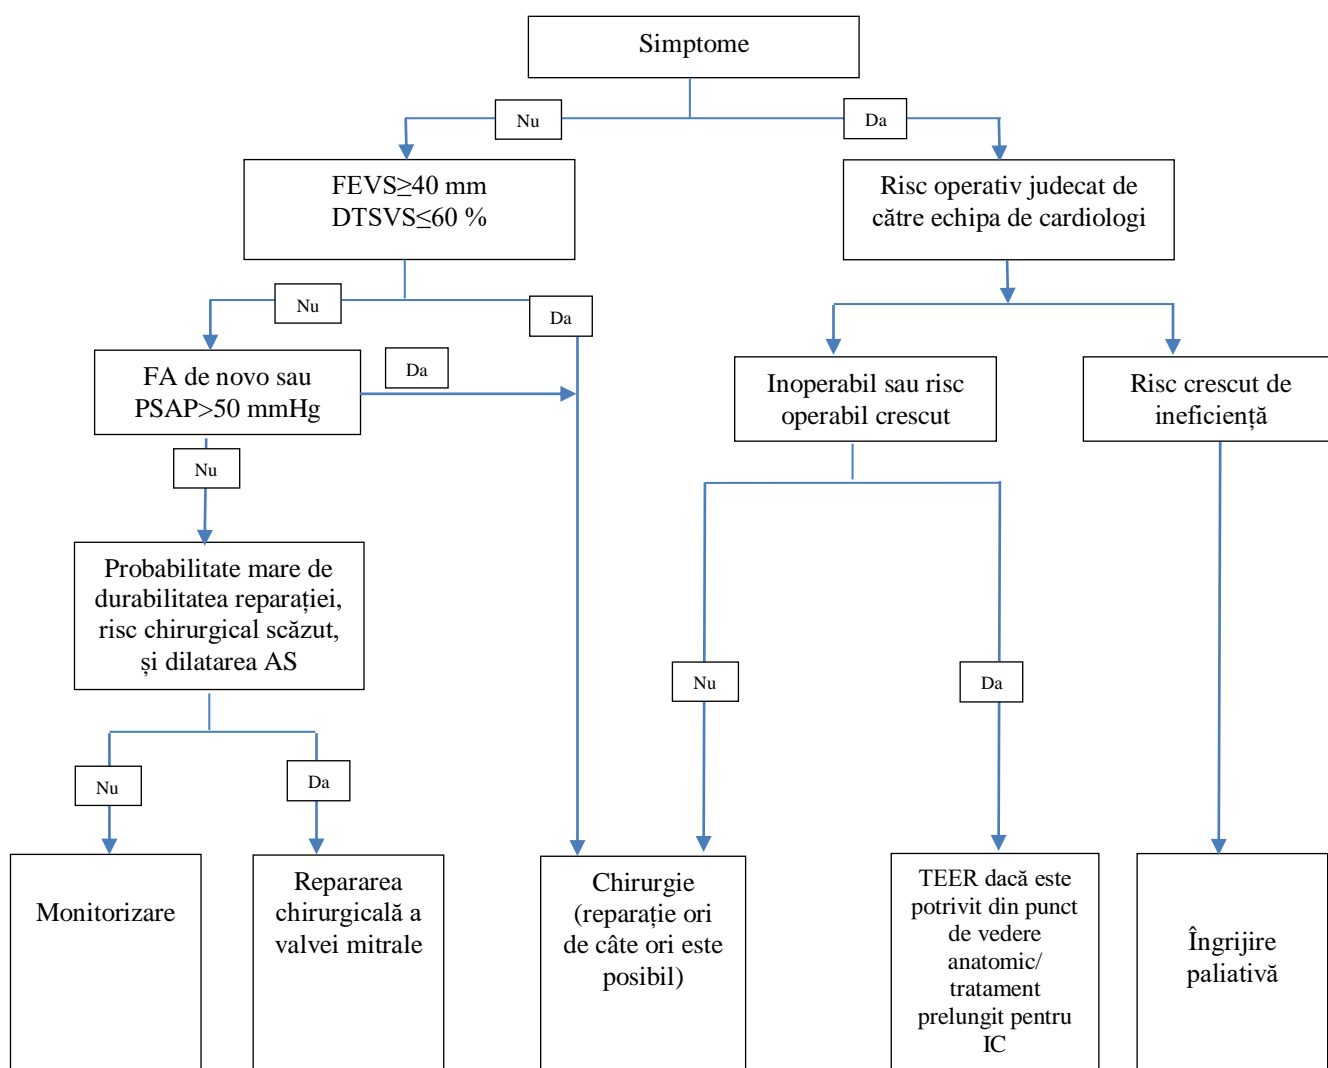 Simptome
Nu
Da
FEVS≥40 mm
DTSVS≤60 %
Risc operativ judecat de
către echipa de cardiologi
Nu
Da
FA de novo sau
PSAP>50 mmHg
Da
Inoperabil sau risc
operabil crescut
Risc crescut de
ineficiență
Nu
Probabilitate mare de
durabilitatea reparației,
risc chirurgical scăzut,
și dilatarea AS
Nu
Da
Nu
Da
Monitorizare
Repararea
chirurgicală a
valvei mitrale
Chirurgie
(reparație ori
de câte ori este
posibil)
TEER dacă este
potrivit din punct
de vedere
anatomic/
tratament
prelungit pentru
IC
Îngrijire
paliativă